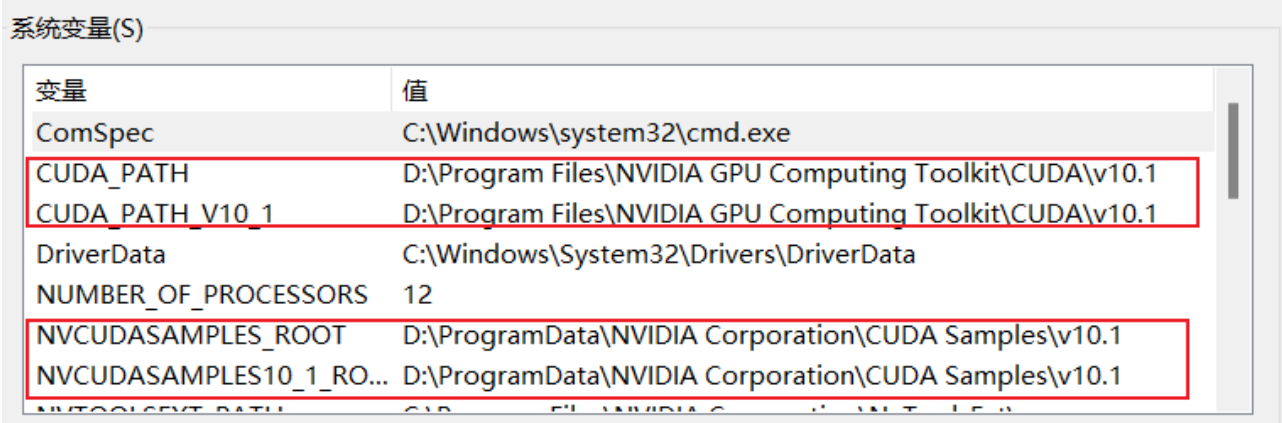 系统变量(S)
变量 值
ComSpec C:\Windows\system32\cmd.exe
CUDA_PATH D:\Program Files\NVIDIA GPU Computing Toolkit\CUDA\v10.1
CUDA_PATH_V10_1 D:\Program Files\NVIDIA GPU Computing Toolkit\CUDA\v10.1
DriverData C:\Windows\System32\Drivers\DriverData
NUMBER_OF_PROCESSORS 12
NVCUDASAMPLES_ROOT D:\ProgramData\NVIDIA Corporation\CUDA Samples\v10.1
NVCUDASAMPLES10_1_RO... D:\ProgramData\NVIDIA Corporation\CUDA Samples\v10.1